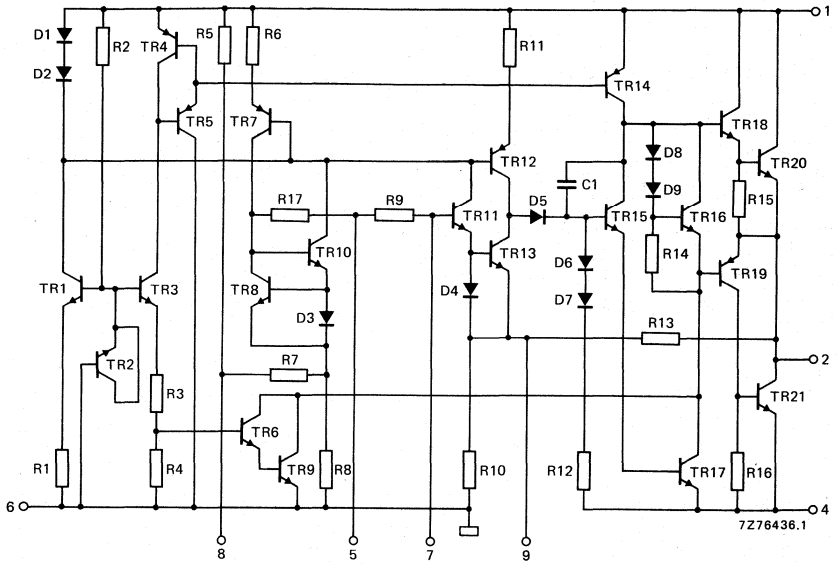 1
D1
R2
TR4
R5
R6
R11
D2
TR14
TR5
TR7
TR18
D8
TR12
TR20
C1
D9
R15
R17
R9
D5
TR11
TR15
TR16
TR10
TR13
R14
D6
TR19
TR1
TR3
TR8
D4
D7
D3
R13
TR2
R7
2
R3
TR21
TR6
R1
R4
TR9
R8
R10
R12
TR17
R16
6
4
7Z76436.1
8
5
7
9